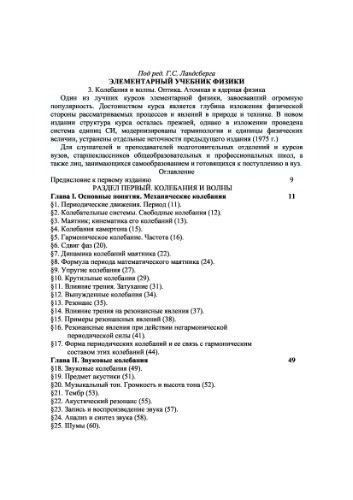 Под ред. Г.С. Ландсберга
ЭЛЕМЕНТАРНЫЙ УЧЕБНИК ФИЗИКИ
3. Колебания и волны. Оптика. Атомная и ядерная физика
Один из лучших курсов элементарной физики, завоевавший огромную
популярность. Достоинством курса является глубина изложения физической
стороны рассматриваемых процессов и явлений в природе и технике. В новом
издании структура курса осталась прежней, однако в изложении проведена
система единиц СИ, модернизированы терминология и единицы физических
величин, устранены отдельные неточности предыдущего издания (1975 г.)
Для слушателей и преподавателей подготовительных отделений и курсов
вузов, старшеклассников общеобразовательных и профессиональных школ, а
также лиц, занимающихся самообразованием и готовящихся к поступлению в вуз.
Оглавление
Предисловие к первому изданию 9
РАЗДЕЛ ПЕРВЫЙ. КОЛЕБАНИЯ И ВОЛНЫ
Глава I. Основные понятия. Механические колебания 11
§1. Периодические движения. Период (11).
§2. Колебательные системы. Свободные колебания (12).
§3. Маятник; кинематика его колебаний (13).
§4. Колебания камертона (15).
§5. Гармоническое колебание. Частота (16).
§6. Сдвиг фаз (20).
§7. Динамика колебаний маятника (22).
§8. Формула периода математического маятника (24).
§9. Упругие колебания (27).
§10. Крутильные колебания (29).
§11. Влияние трения. Затухание (31).
§12. Вынужденные колебания (34).
§13. Резонанс (35).
§14. Влияние трения на резонансные явления (37).
§15. Примеры резонансных явлений (38).
§16. Резонансные явления при действии негармонической
периодической силы (41).
§17. Форма периодических колебаний и ее связь с гармоническим
составом этих колебаний (44).
Глава II. Звуковые колебания 49
§18. Звуковые колебания (49).
§19. Предмет акустики (51).
§20. Музыкальный тон. Громкость и высота тона (52).
§21. Тембр (53).
§22. Акустический резонанс (55).
§23. Запись и воспроизведение звука (57).
§24. Анализ и синтез звука (58).
§25. Шумы (60).